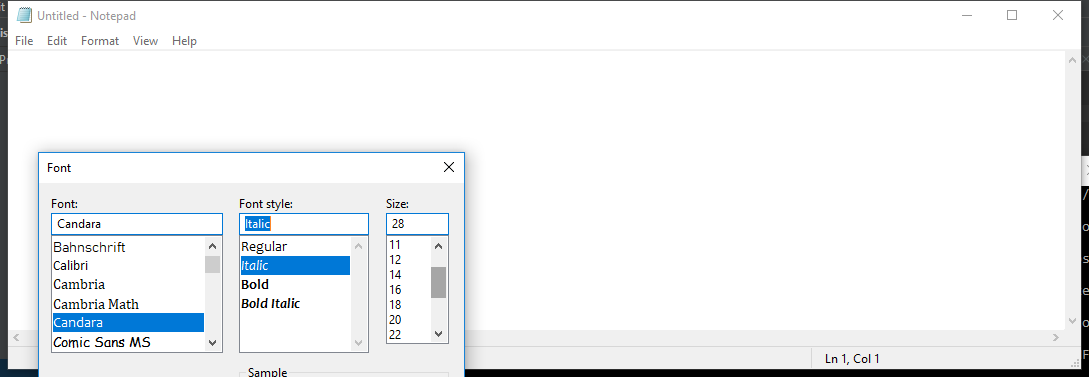 Untitled - Notepad
File Edit Format View Help
Font
Font: Font style: Size:
Candara Italic 28
Bahnschrift Regular 11
Calibri Italic 12
Cambria Bold 14
Cambria Math Bold Italic 16
Candara 18
Comic Sans MS 20
22
Sample
Ln 1, Col 1